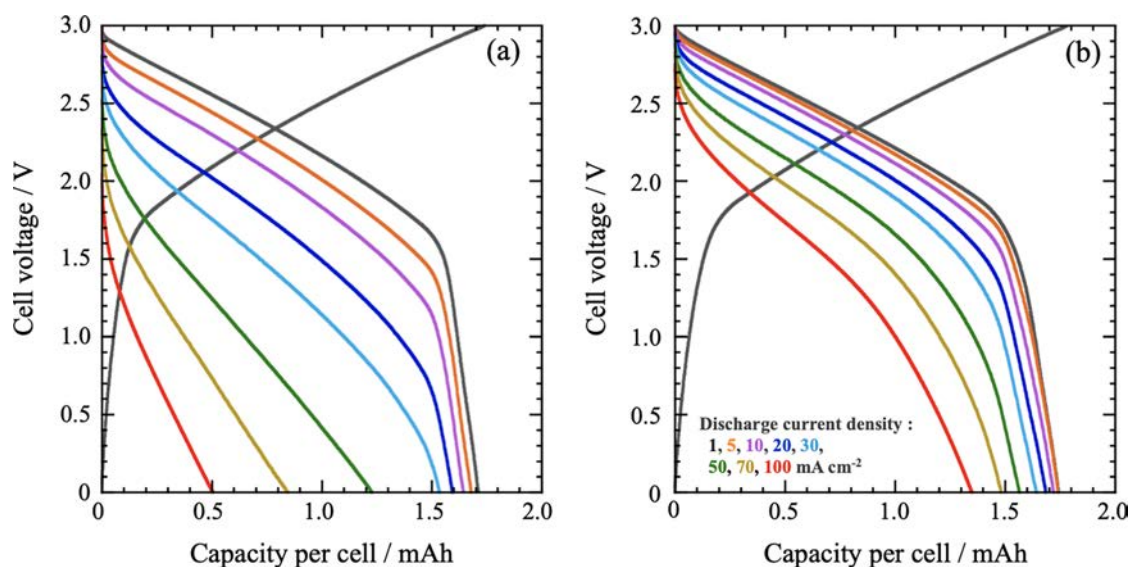 (a)
3.0
2.5
2.0
1.5
1.0
0.5
0
Cell voltage / V
0 0.5 1.0 1.5 2.0
Capacity per cell / mAh
(b)
3.0
2.5
2.0
1.5
1.0
0.5
0
Cell voltage / V
Discharge current density :
1, 5, 10, 20, 30,
50, 70, 100 mA cm⁻²
0 0.5 1.0 1.5 2.0
Capacity per cell / mAh